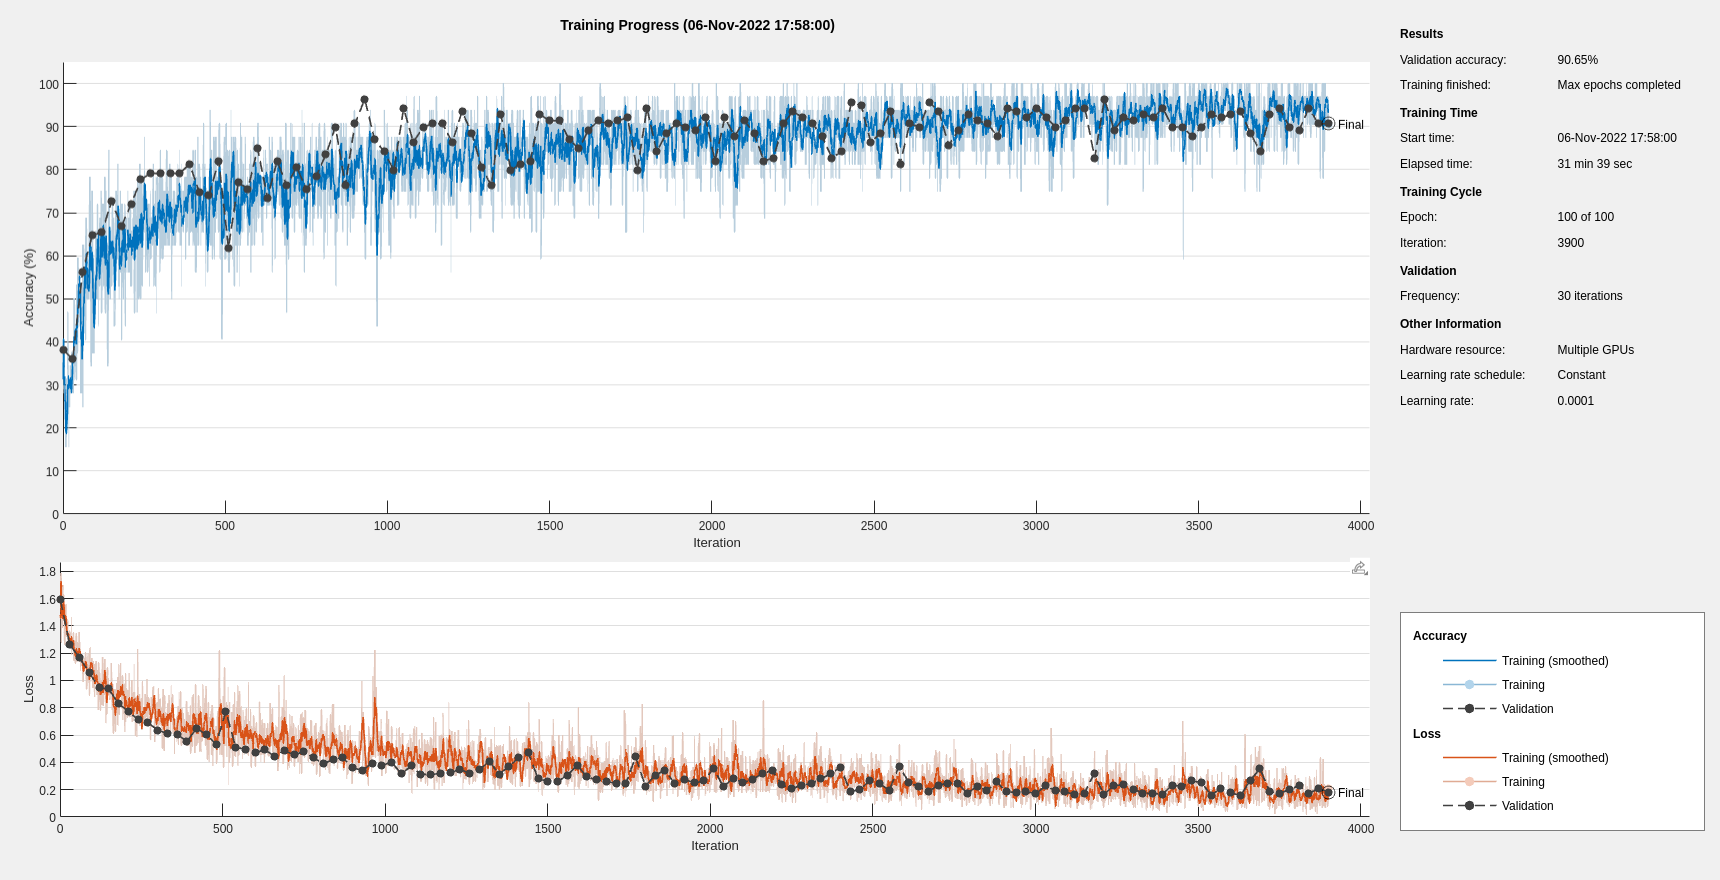 Training Progress (06-Nov-2022 17:58:00)
Accuracy (%)
100
90
80
70
60
50
40
30
20
10
0
0 500 1000 1500 2000 2500 3000 3500 4000
Iteration
Final
Loss
1.8
1.6
1.4
1.2
1
0.8
0.6
0.4
0.2
0
0 500 1000 1500 2000 2500 3000 3500 4000
Iteration
Final
Results
Validation accuracy: 90.65%
Training finished: Max epochs completed
Training Time
Start time: 06-Nov-2022 17:58:00
Elapsed time: 31 min 39 sec
Training Cycle
Epoch: 100 of 100
Iteration: 3900
Validation
Frequency: 30 iterations
Other Information
Hardware resource: Multiple GPUs
Learning rate schedule: Constant
Learning rate: 0.0001
Accuracy
Training (smoothed)
Training
Validation
Loss
Training (smoothed)
Training
Validation